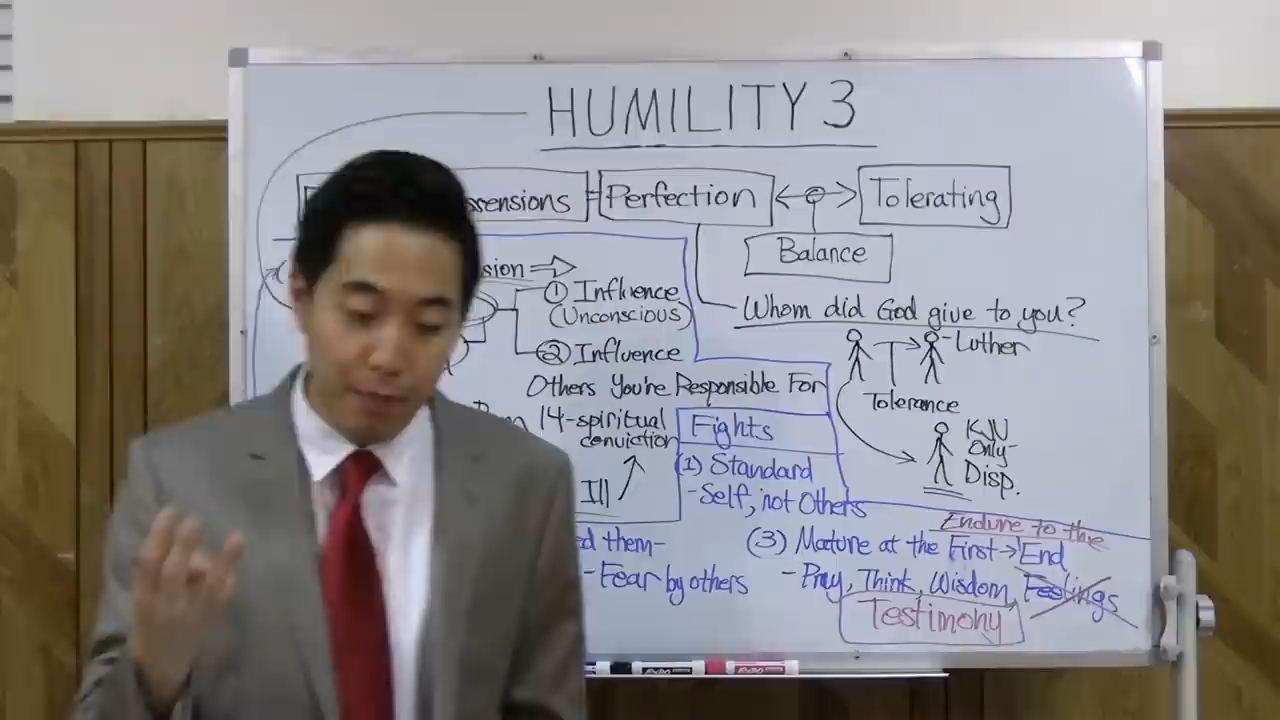 HUMILITY 3
ssensions
Perfection
Tolerating
Balance
sion
① Influence
(Unconscious)
② Influence
Others You're Responsible For
Whom did God give to you?
Luther
Tolerance
KJV
Only-
Disp.
14-spiritual
conviction
Ill
Fights
(1) Standard
-Self, not Others
ed them-
-Fear by others
Endure to the
(3) Mature at the First→End
-Pray, Think, Wisdom, Feelings
Testimony